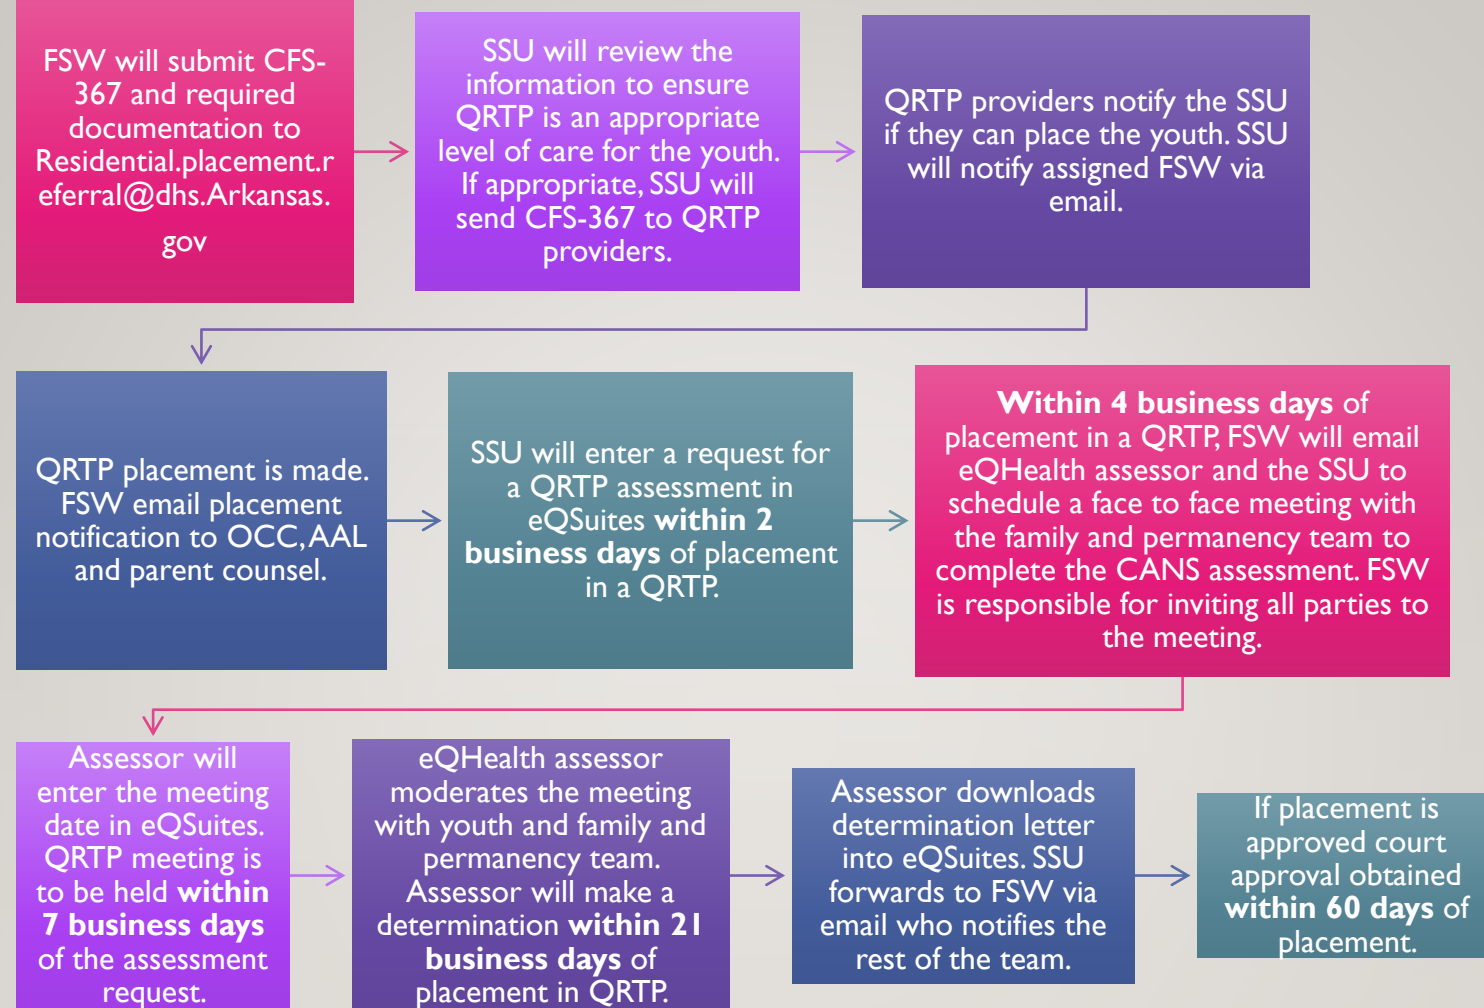 FSW will submit CFS-
367 and required
documentation to
Residential.placement.r
eferral@dhs.Arkansas.
gov
SSU will review the
information to ensure
QRTP is an appropriate
level of care for the youth.
If appropriate, SSU will
send CFS-367 to QRTP
providers.
QRTP providers notify the SSU
if they can place the youth. SSU
will notify assigned FSW via
email.
QRTP placement is made.
FSW email placement
notification to OCC, AAL
and parent counsel.
SSU will enter a request for
a QRTP assessment in
eQSuites within 2
business days of placement
in a QRTP.
Within 4 business days of
placement in a QRTP, FSW will email
eQHealth assessor and the SSU to
schedule a face to face meeting with
the family and permanency team to
complete the CANS assessment. FSW
is responsible for inviting all parties to
the meeting.
Assessor will
enter the meeting
date in eQSuites.
QRTP meeting is
to be held within
7 business days
of the assessment
request.
eQHealth assessor
moderates the meeting
with youth and family and
permanency team.
Assessor will make a
determination within 21
business days of
placement in QRTP.
Assessor downloads
determination letter
into eQSuites. SSU
forwards to FSW via
email who notifies the
rest of the team.
If placement is
approved court
approval obtained
within 60 days of
placement.